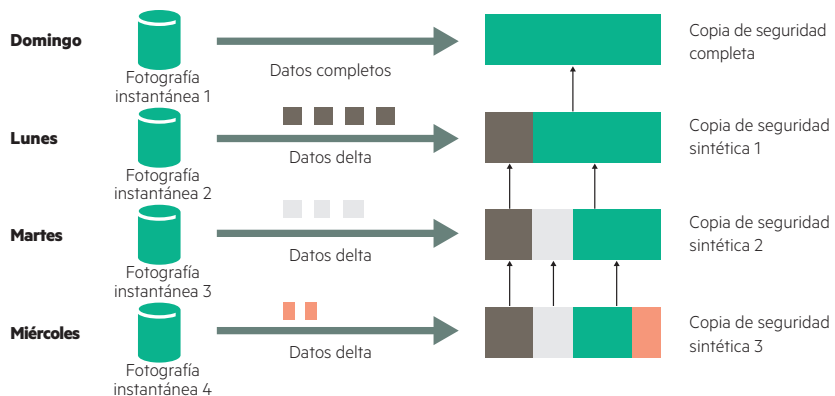 Domingo
Fotografía
instantánea 1
Datos completos
Copia de seguridad
completa
Lunes
Fotografía
instantánea 2
Datos delta
Copia de seguridad
sintética 1
Martes
Fotografía
instantánea 3
Datos delta
Copia de seguridad
sintética 2
Miércoles
Fotografía
instantánea 4
Datos delta
Copia de seguridad
sintética 3